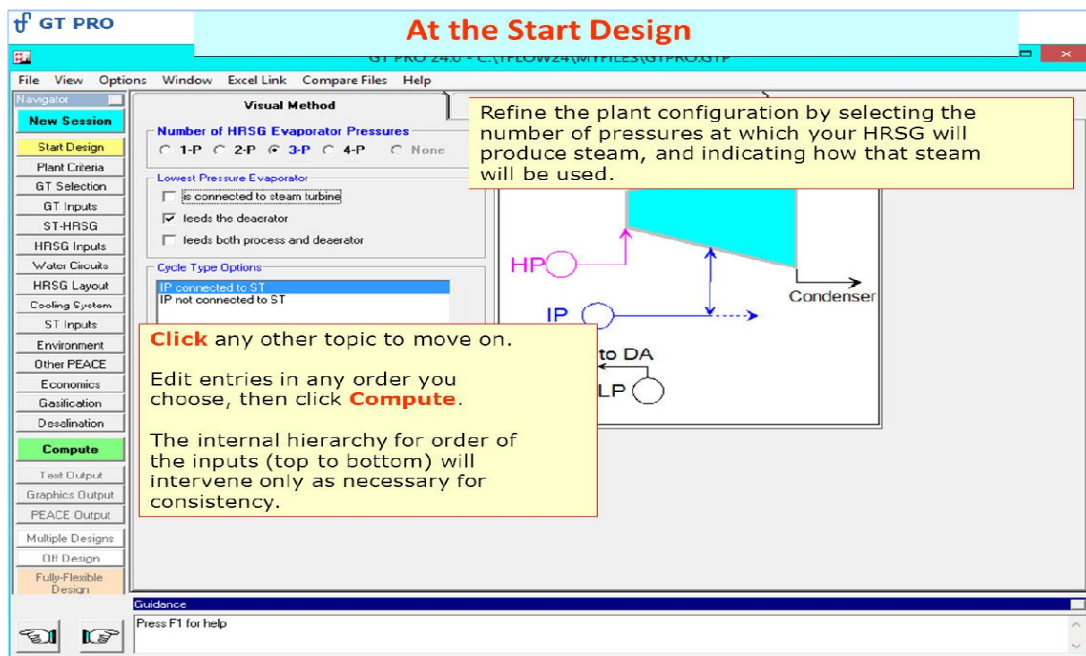 GT PRO
At the Start Design
GT PRO 24.0 - C:\TFLOW24\MYFILES\GTPRO.GTP
File View Options Window Excel Link Compare Files Help
Navigator
New Session
Start Design
Plant Criteria
GT Selection
GT Inputs
ST-HRSG
HRSG Inputs
Water Circuits
HRSG Layout
Cooling System
ST Inputs
Environment
Other PEACE
Economics
Gasification
Desalination
Compute
Text Output
Graphics Output
PEACE Output
Multiple Designs
Off Design
Fully-Flexible
Design
Visual Method
Number of HRSG Evaporator Pressures
1-P 2-P 3-P 4-P None
Lowest Pressure Evaporator
is connected to steam turbine
feeds the deaerator
feeds both process and deaerator
Cycle Type Options
IP connected to ST
IP not connected to ST
Refine the plant configuration by selecting the
number of pressures at which your HRSG will
produce steam, and indicating how that steam
will be used.
HP
IP
Condenser
to DA
LP
Click any other topic to move on.
Edit entries in any order you
choose, then click Compute.
The internal hierarchy for order of
the inputs (top to bottom) will
intervene only as necessary for
consistency.
Guidance
Press F1 for help